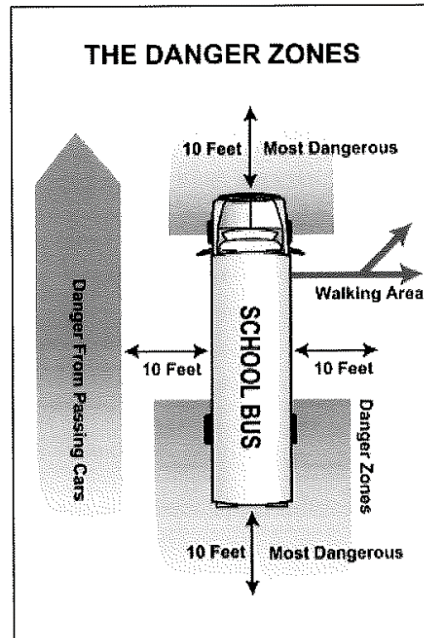 THE DANGER ZONES
10 Feet
Most Dangerous
Walking Area
Danger From Passing Cars
SCHOOL BUS
10 Feet
10 Feet
Danger Zones
10 Feet
Most Dangerous